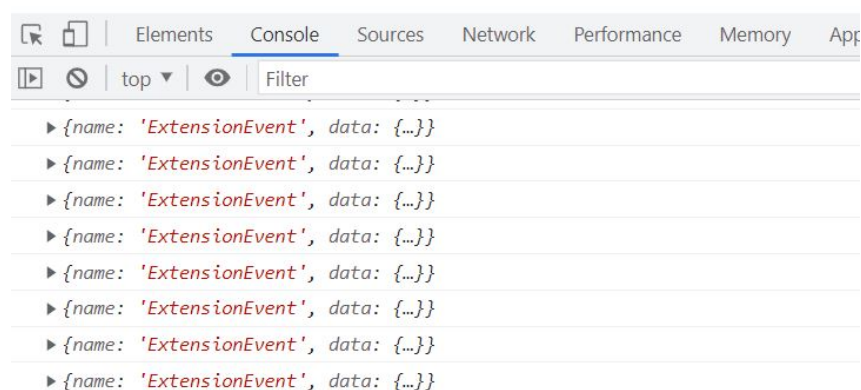 Elements Console Sources Network Performance Memory App
top ▼ Filter
▶ {name: 'ExtensionEvent', data: {…}}
▶ {name: 'ExtensionEvent', data: {…}}
▶ {name: 'ExtensionEvent', data: {…}}
▶ {name: 'ExtensionEvent', data: {…}}
▶ {name: 'ExtensionEvent', data: {…}}
▶ {name: 'ExtensionEvent', data: {…}}
▶ {name: 'ExtensionEvent', data: {…}}
▶ {name: 'ExtensionEvent', data: {…}}